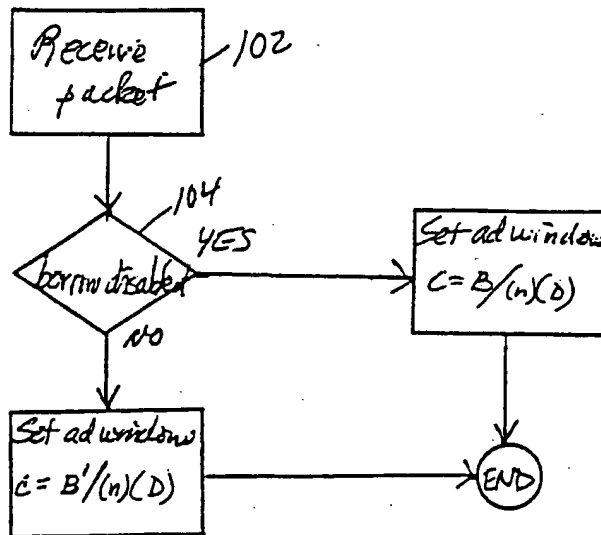 Receive
packet
102
104
borrow disabled
YES
Set ad window
C = B/(n)(D)
NO
Set ad window
c = B'/(n)(D)
END